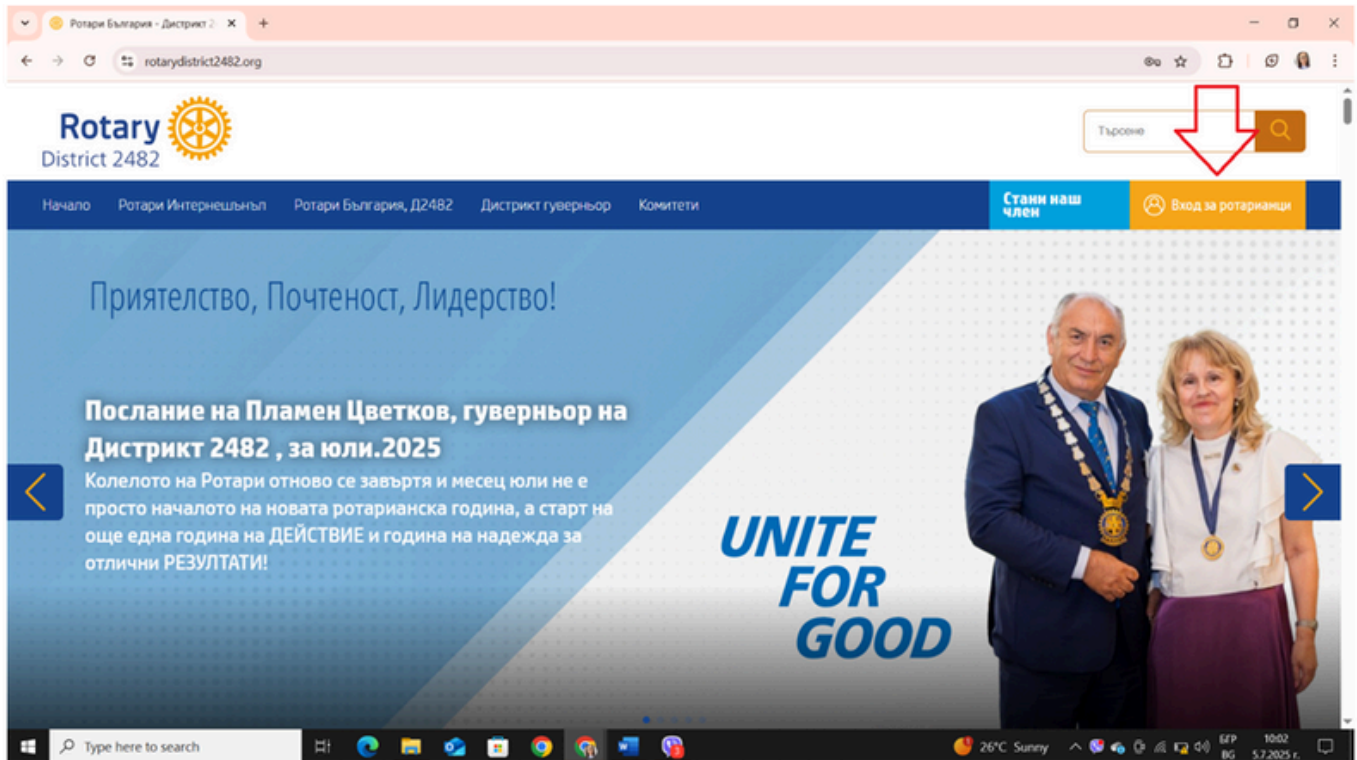 Ротари България - Дистрикт 2
rotarydistrict2482.org
Rotary
District 2482
Търсене
Начало Ротари Интернешънъл Ротари България, Д2482 Дистрикт гуверньор Комитети
Стани наш
член
Вход за ротарианци
Приятелство, Почтеност, Лидерство!
Послание на Пламен Цветков, гуверньор на
Дистрикт 2482 , за юли.2025
Колелото на Ротари отново се завъртя и месец юли не е
просто началото на новата ротарианска година, а старт на
още една година на ДЕЙСТВИЕ и година на надежда за
отлични РЕЗУЛТАТИ!
UNITE
FOR
GOOD
Type here to search
26°C Sunny
БГР
BG
10:02
5.7.2025 г.